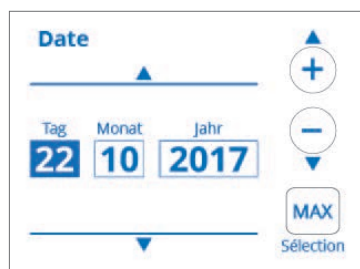 Date
Tag Monat Jahr
22 10 2017
+
−
MAX
Sélection